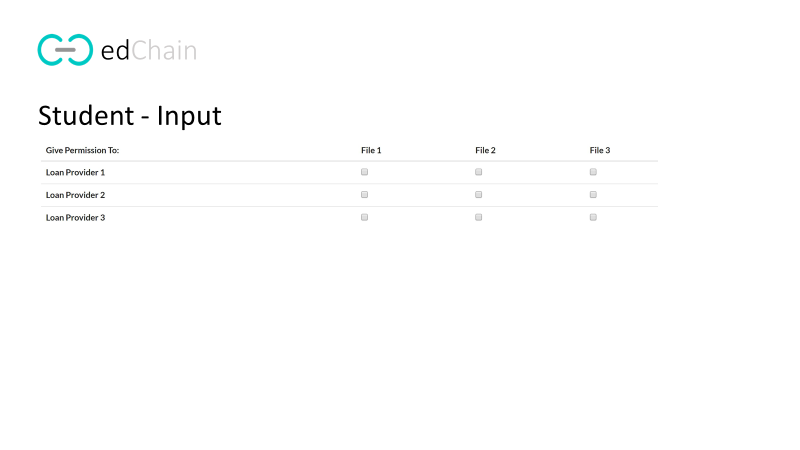 edChain
Student - Input
Give Permission To: File 1 File 2 File 3
Loan Provider 1
Loan Provider 2
Loan Provider 3